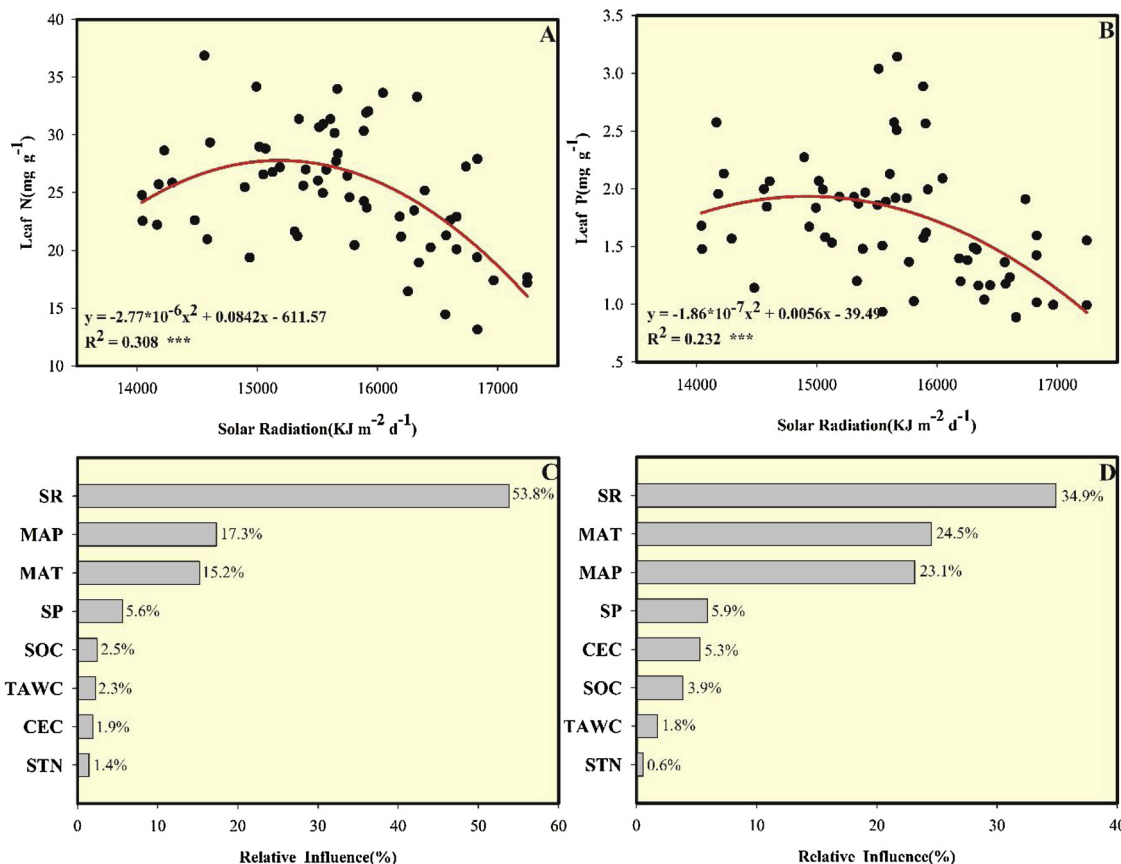 A
Leaf N(mg g⁻¹)
40
35
30
25
20
15
10
y = -2.77*10⁻⁶x² + 0.0842x - 611.57
R² = 0.308 ***
14000 15000 16000 17000
Solar Radiation(KJ m⁻² d⁻¹)
B
Leaf P(mg g⁻¹)
3.5
3.0
2.5
2.0
1.5
1.0
.5
y = -1.86*10⁻⁷x² + 0.0056x - 39.49
R² = 0.232 ***
14000 15000 16000 17000
Solar Radiation(KJ m⁻² d⁻¹)
C
SR 53.8%
MAP 17.3%
MAT 15.2%
SP 5.6%
SOC 2.5%
TAWC 2.3%
CEC 1.9%
STN 1.4%
0 10 20 30 40 50 60
Relative Influence(%)
D
SR 34.9%
MAT 24.5%
MAP 23.1%
SP 5.9%
CEC 5.3%
SOC 3.9%
TAWC 1.8%
STN 0.6%
0 10 20 30 40
Relative Influence(%)